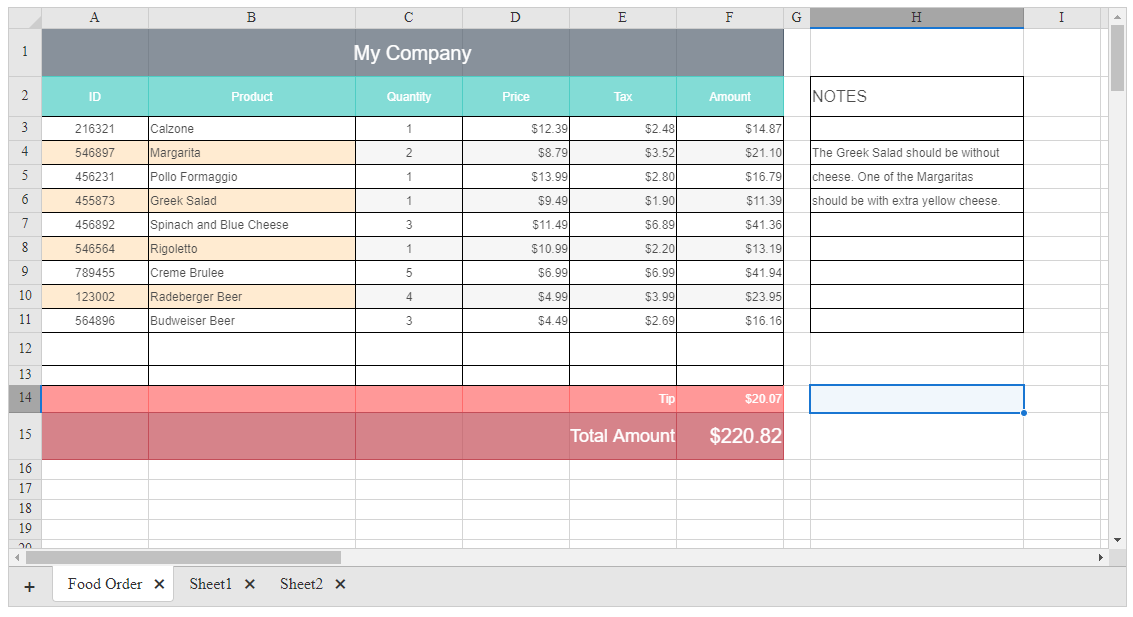 A B C D E F G H I
1 My Company
2 ID Product Quantity Price Tax Amount NOTES
3 216321 Calzone 1 $12.39 $2.48 $14.87
4 546897 Margarita 2 $8.79 $3.52 $21.10 The Greek Salad should be without
5 456231 Pollo Formaggio 1 $13.99 $2.80 $16.79 cheese. One of the Margaritas
6 455873 Greek Salad 1 $9.49 $1.90 $11.39 should be with extra yellow cheese.
7 456892 Spinach and Blue Cheese 3 $11.49 $6.89 $41.36
8 546564 Rigoletto 1 $10.99 $2.20 $13.19
9 789455 Creme Brulee 5 $6.99 $6.99 $41.94
10 123002 Radeberger Beer 4 $4.99 $3.99 $23.95
11 564896 Budweiser Beer 3 $4.49 $2.69 $16.16
12
13
14 Tip $20.07
15 Total Amount $220.82
16
17
18
19
20
+ Food Order × Sheet1 × Sheet2 ×